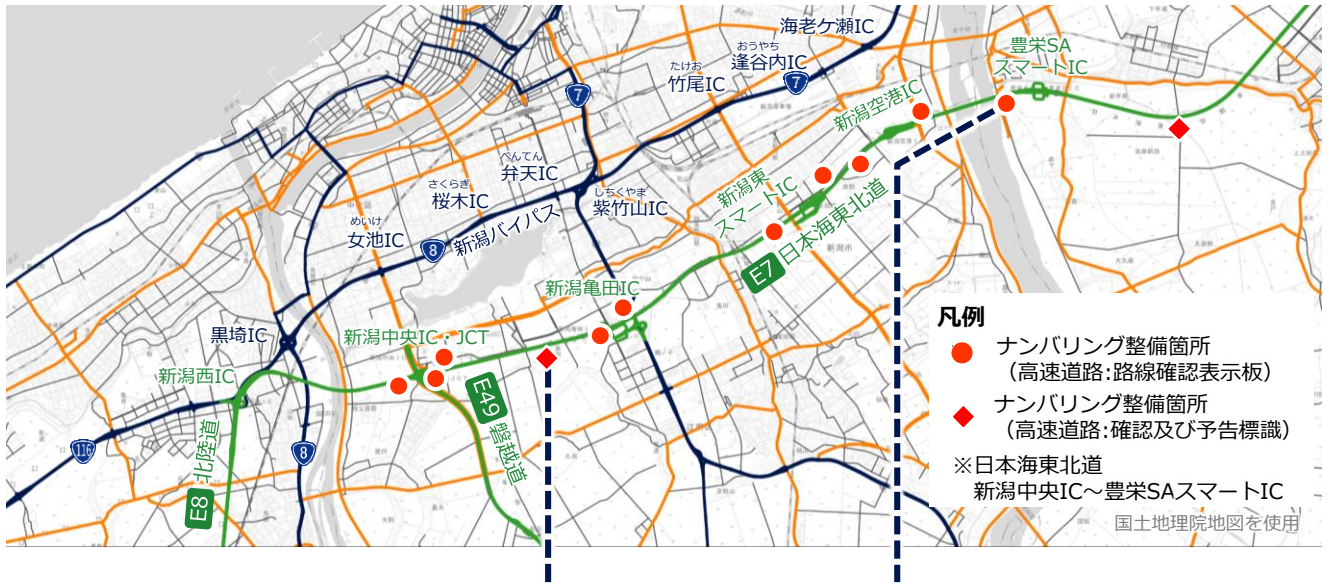 海老ケ瀬IC
おうやち
逢谷内IC
たけお
竹尾IC
豊栄SA
スマートIC
7
7
新潟空港IC
べんてん
弁天IC
さくらぎ
桜木IC
しちくやま
紫竹山IC
めいけ
女池IC
新潟バイパス
8
新潟東
スマートIC
E7 日本海東北道
新潟市
新潟亀田IC
黒埼IC
新潟中央IC・JCT
新潟西IC
E49 磐越道
116
8
E8 北陸道
凡例
ナンバリング整備箇所
（高速道路:路線確認表示板）
ナンバリング整備箇所
（高速道路:確認及び予告標識）
※日本海東北道
新潟中央IC～豊栄SAスマートIC
国土地理院地図を使用